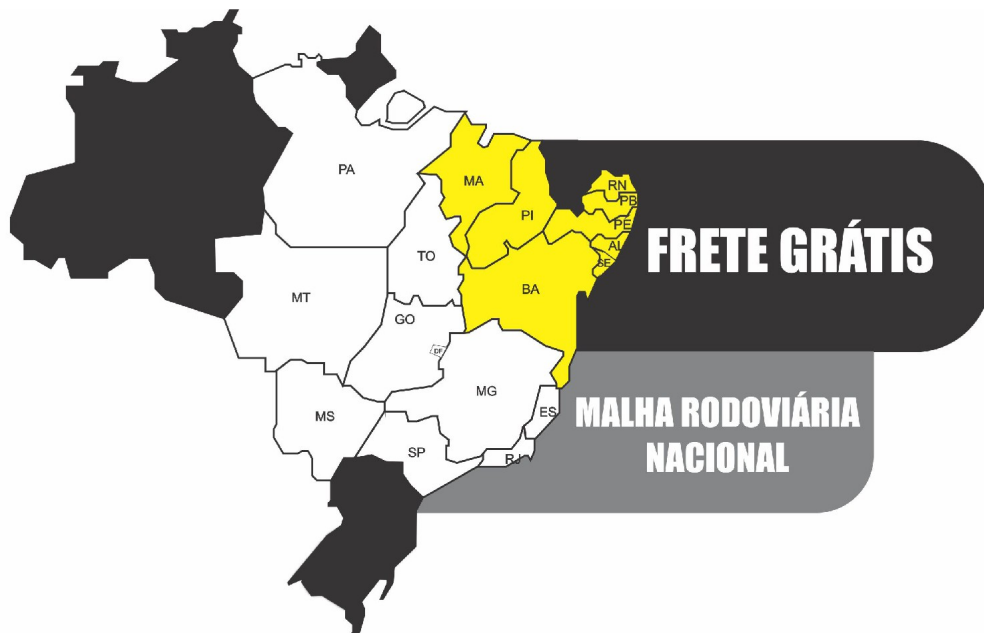 PA
MA
PI
RN
PB
PE
AL
SE
TO
BA
MT
GO
DF
MG
ES
MS
SP
RJ
FRETE GRÁTIS
MALHA RODOVIÁRIA
NACIONAL